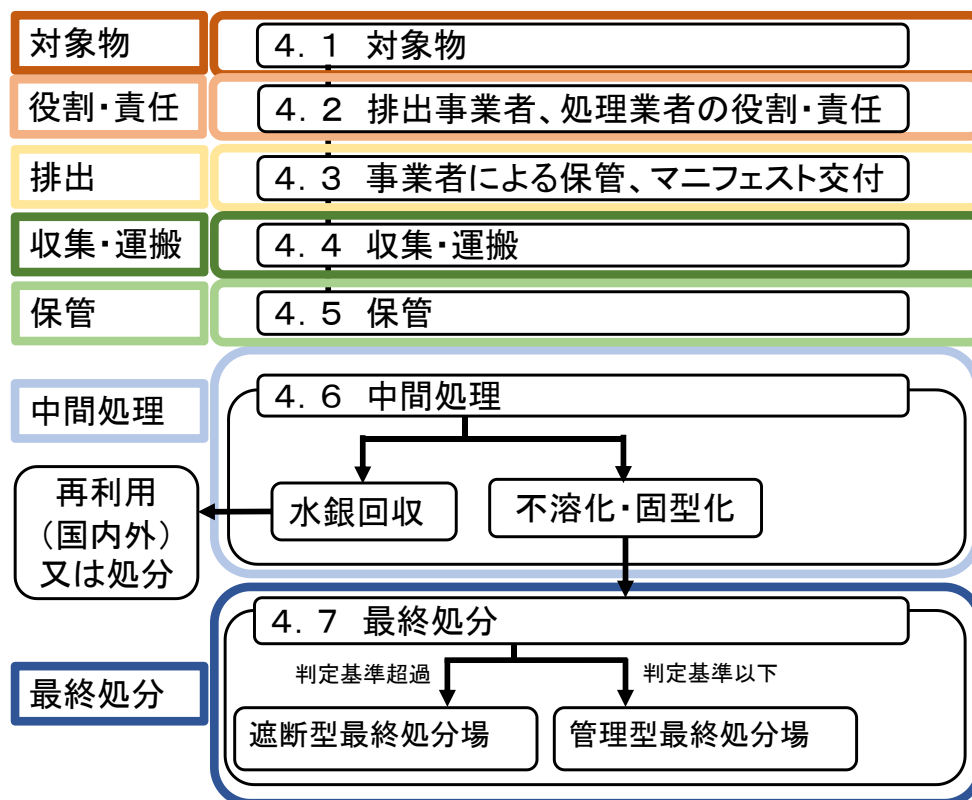 対象物
4．1 対象物
役割・責任
4．2 排出事業者、処理業者の役割・責任
排出
4．3 事業者による保管、マニフェスト交付
収集・運搬
4．4 収集・運搬
保管
4．5 保管
中間処理
4．6 中間処理
水銀回収
不溶化・固型化
再利用
（国内外）
又は処分
最終処分
4．7 最終処分
判定基準超過
判定基準以下
遮断型最終処分場
管理型最終処分場